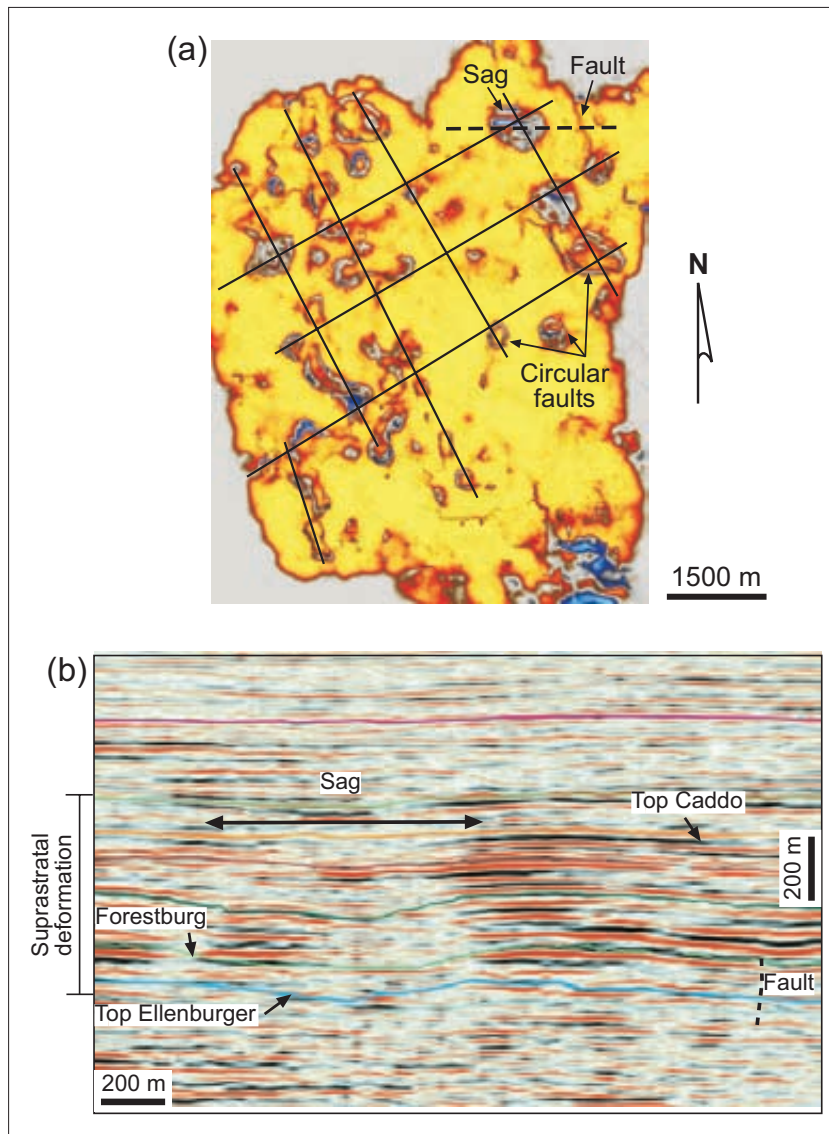 (a)
Sag
Fault
N
Circular
faults
1500 m
(b)
Sag
Top Caddo
200 m
Suprastratal
deformation
Forestburg
Top Ellenburger
Fault
200 m